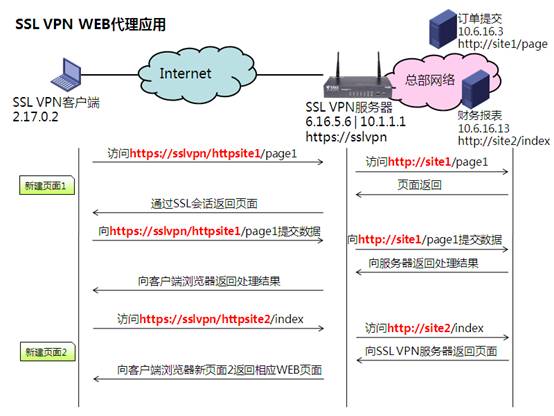 SSL VPN WEB代理应用
订单提交
10.6.16.3
http://site1/page
Internet
总部网络
SSL VPN客户端
2.17.0.2
SSL VPN服务器
6.16.5.6 | 10.1.1.1
https://sslvpn
财务报表
10.6.16.13
http://site2/index
访问https://sslvpn/httpsite1/page1
访问http://site1/page1
新建页面1
页面返回
通过SSL会话返回页面
向https://sslvpn/httpsite1/page1提交数据
向http://site1/page1提交数据
向服务器返回处理结果
向客户端浏览器返回处理结果
访问https://sslvpn/httpsite2/index
访问http://site2/index
新建页面2
向SSL VPN服务器返回页面
向客户端浏览器新页面2返回相应WEB页面